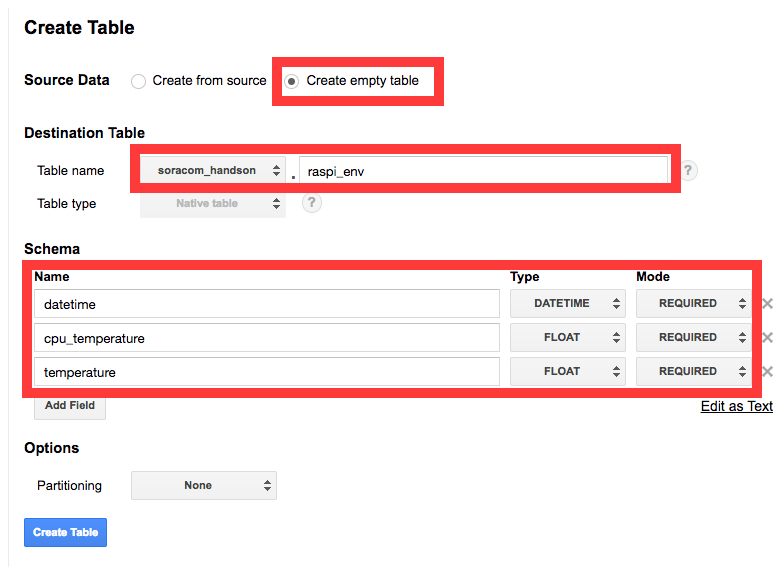 Create Table
Source Data Create from source Create empty table
Destination Table
Table name soracom_handson . raspi_env ?
Table type Native table ?
Schema
Name Type Mode
datetime DATETIME REQUIRED
cpu_temperature FLOAT REQUIRED
temperature FLOAT REQUIRED
Add Field Edit as Text
Options
Partitioning None
Create Table